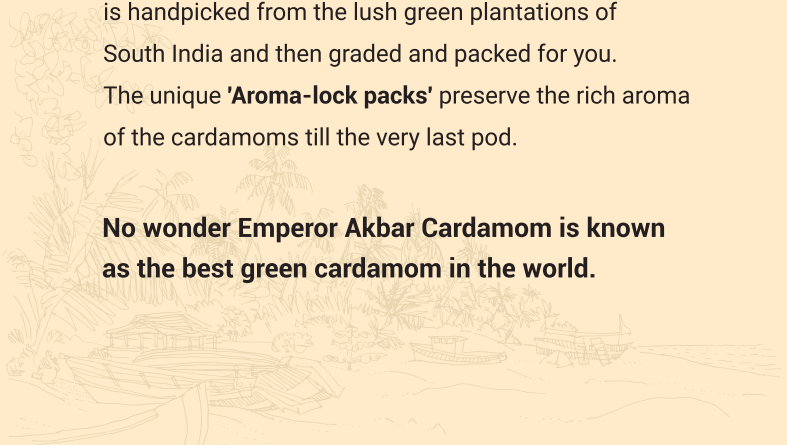 is handpicked from the lush green plantations of
South India and then graded and packed for you.
The unique 'Aroma-lock packs' preserve the rich aroma
of the cardamoms till the very last pod.
No wonder Emperor Akbar Cardamom is known
as the best green cardamom in the world.